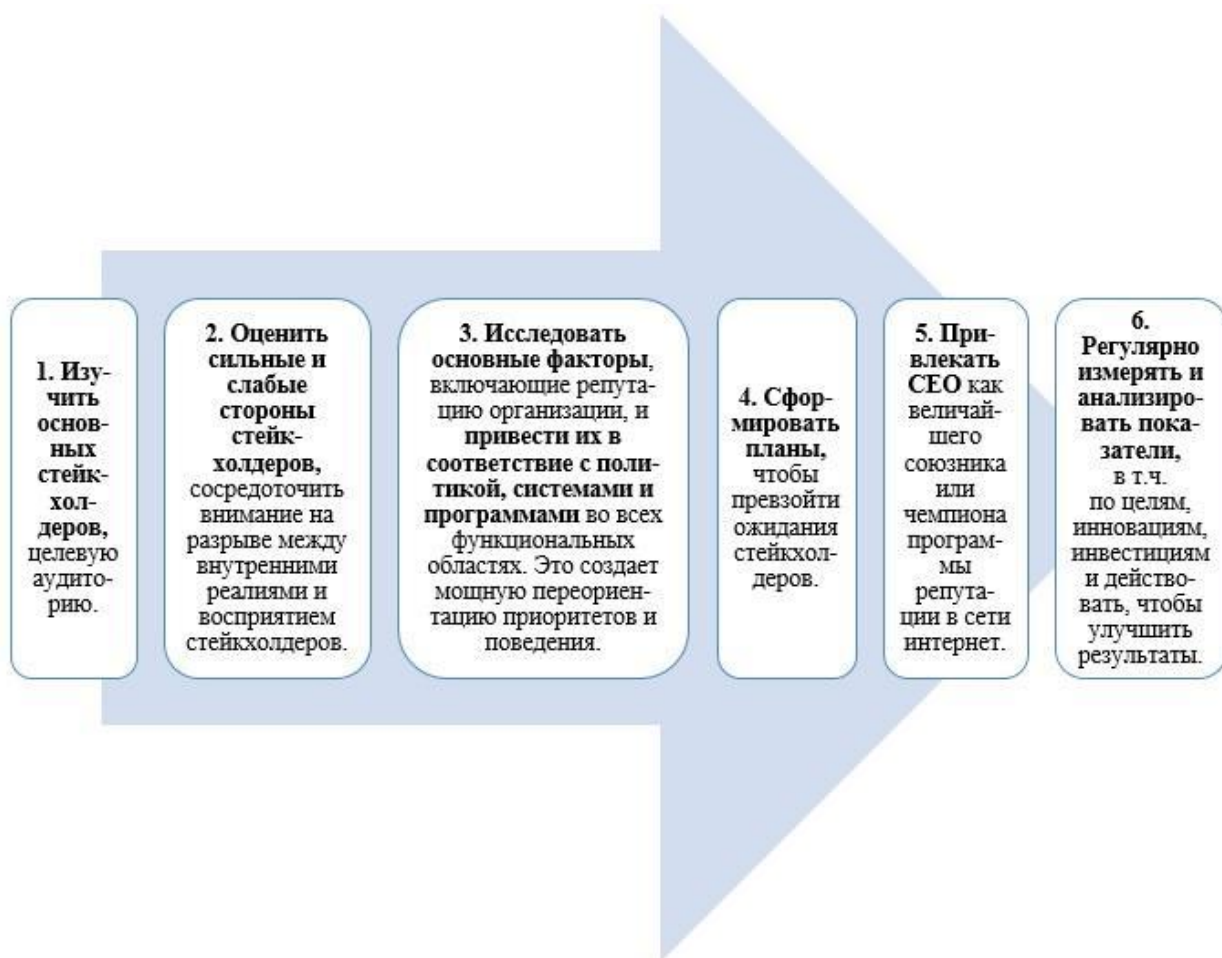 1. Изу-
чить
основ-
ных
стейк-
хол-
деров,
целевую
аудито-
рию.
2. Оценить
сильные и
слабые
стороны
стейк-
холдеров,
сосредоточить
внимание на
разрыве между
внутренними
реалиями и
восприятием
стейкхолдеров.
3. Исследовать
основные факторы,
включающие репута-
цию организации, и
привести их в
соответствие с поли-
тикой, системами и
программами во всех
функциональных
областях. Это создает
мощную переориен-
тацию приоритетов и
поведения.
4. Сфор-
мировать
планы,
чтобы
превзойти
ожидания
стейкхол-
деров.
5. При-
влекать
CEO как
величай-
шего
союзника
или
чемпиона
програм-
мы
репута-
ции в сети
интернет.
6.
Регулярно
измерять и
анализиро-
вать пока-
затели,
в т.ч.
по целям,
инновациям,
инвестициям
и действо-
вать, чтобы
улучшить
результаты.